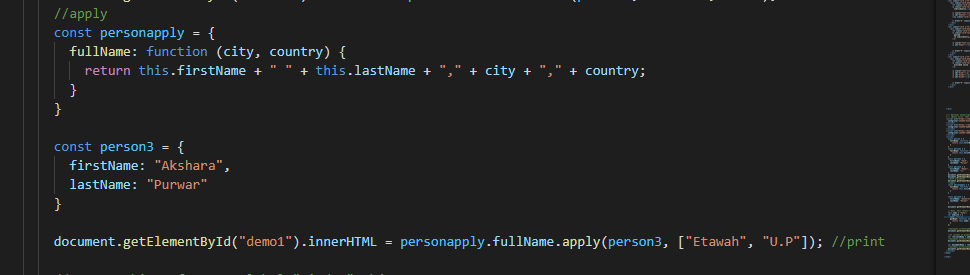 //apply
const personapply = {
fullName: function (city, country) {
return this.firstName + " " + this.lastName + "," + city + "," + country;
}
}
const person3 = {
firstName: "Akshara",
lastName: "Purwar"
}
document.getElementById("demo1").innerHTML = personapply.fullName.apply(person3, ["Etawah", "U.P"]); //print